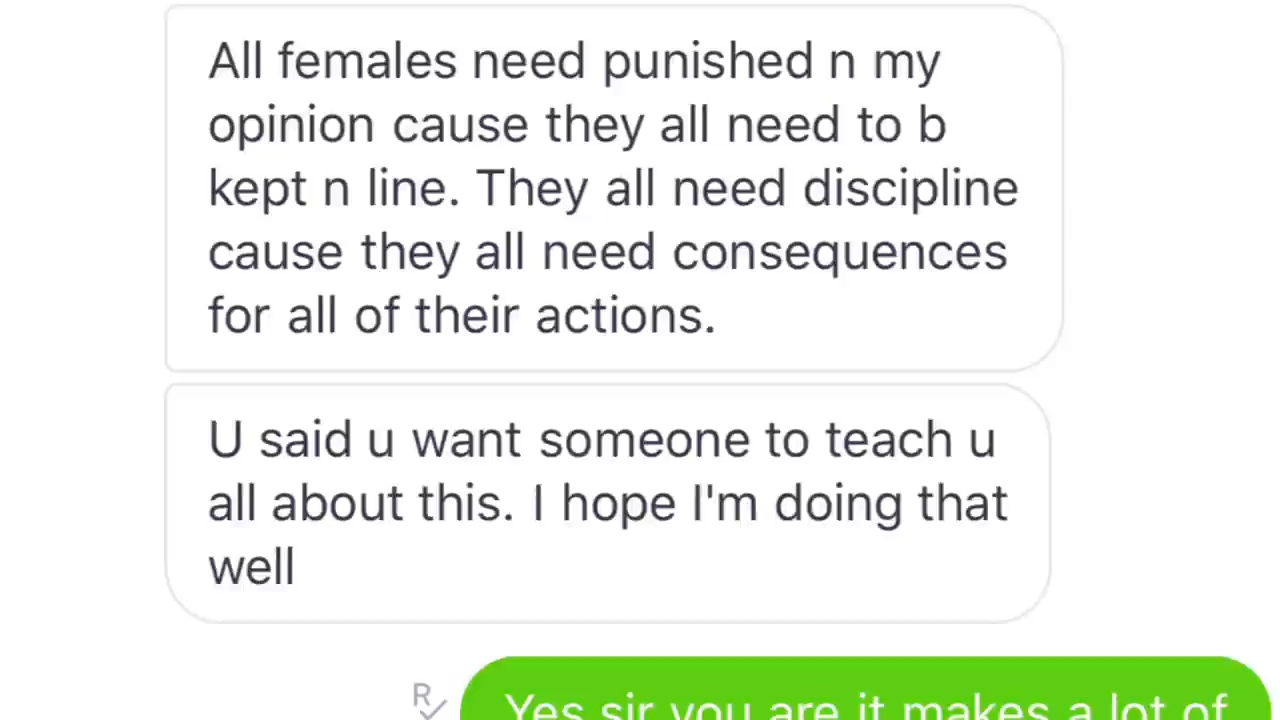 All females need punished n my
opinion cause they all need to b
kept n line. They all need discipline
cause they all need consequences
for all of their actions.
U said u want someone to teach u
all about this. I hope I'm doing that
well
R
Yes sir you are it makes a lot of